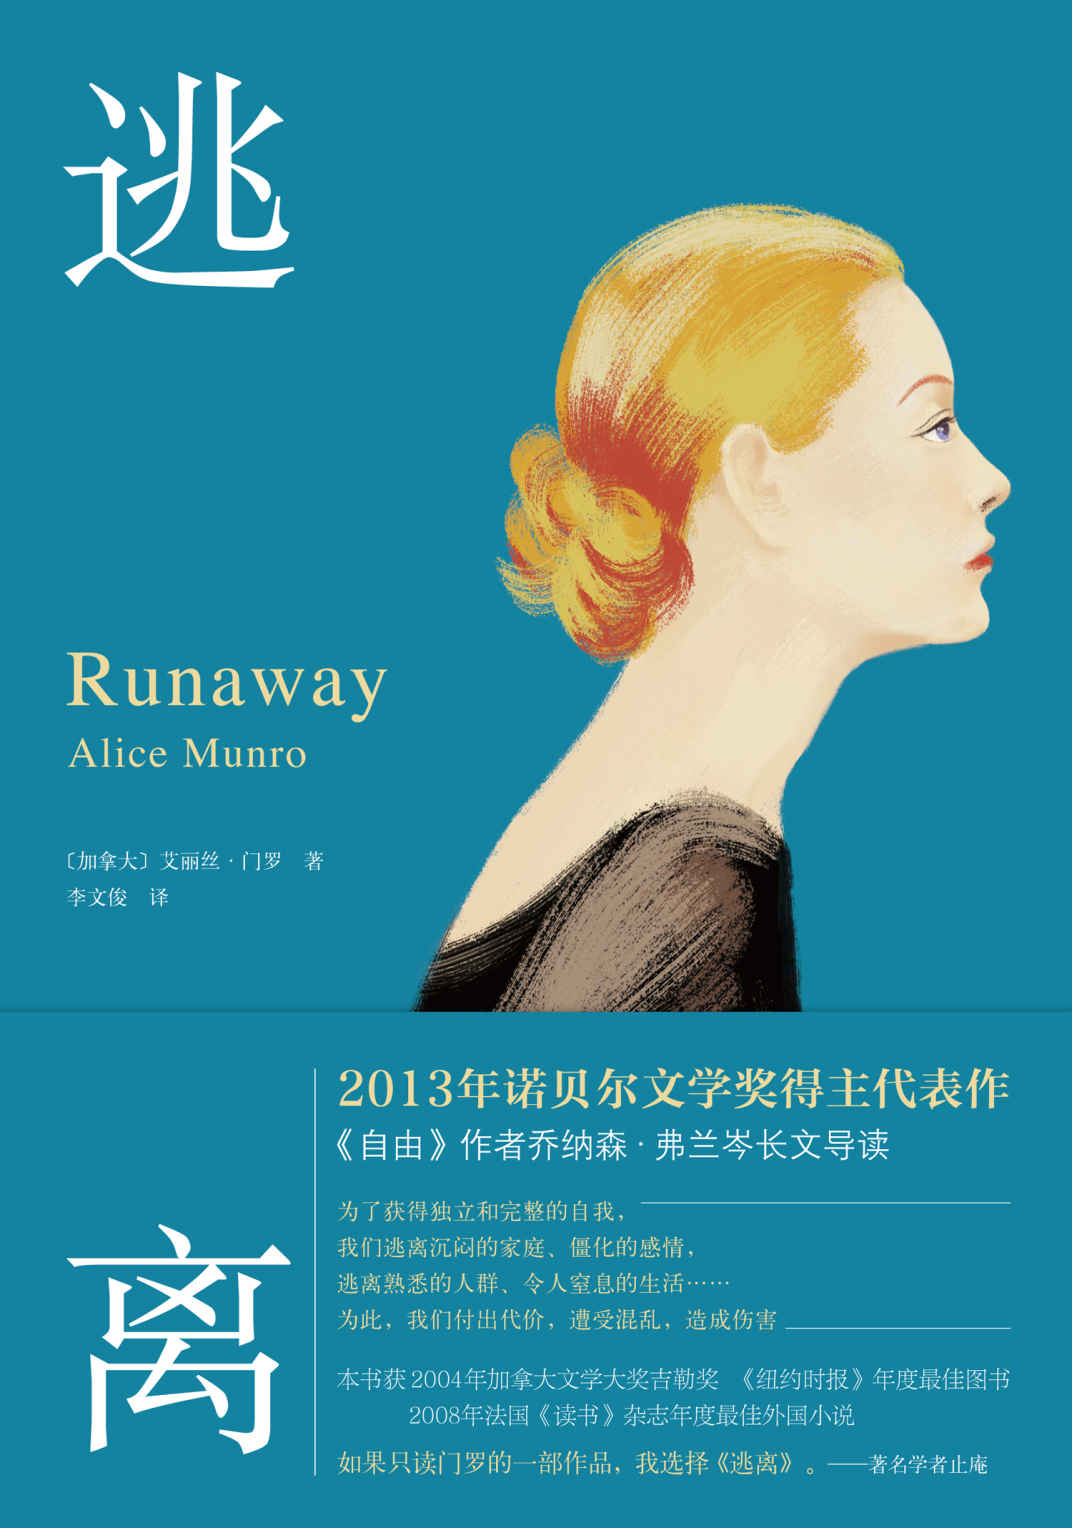 逃
Runaway
Alice Munro
〔加拿大〕艾丽丝·门罗 著
李文俊 译
离
2013年诺贝尔文学奖得主代表作
《自由》作者乔纳森·弗兰岑长文导读
为了获得独立和完整的自我，
我们逃离沉闷的家庭、僵化的感情，
逃离熟悉的人群、令人窒息的生活……
为此，我们付出代价，遭受混乱，造成伤害
本书获2004年加拿大文学大奖吉勒奖 《纽约时报》年度最佳图书
2008年法国《读书》杂志年度最佳外国小说
如果只读门罗的一部作品，我选择《逃离》。——著名学者止庵